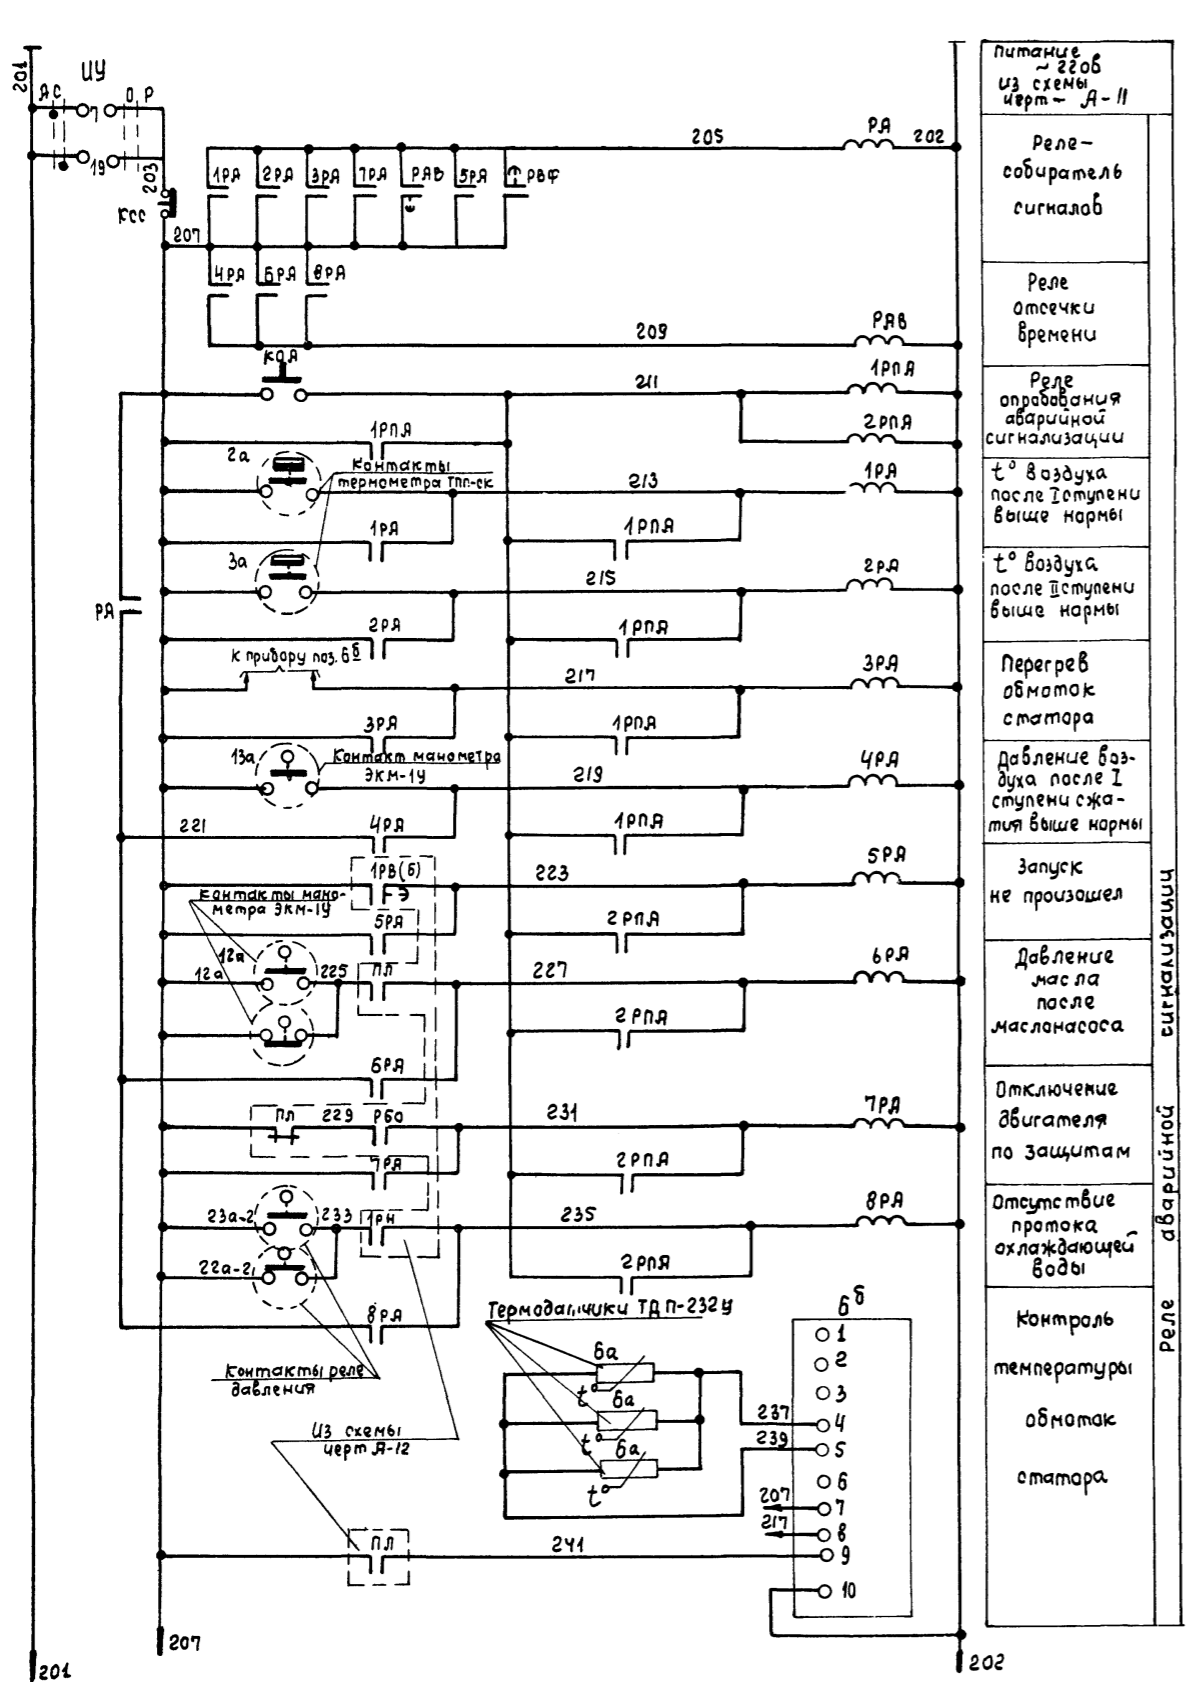 201
ИУ
АС
О Р
7
19
203
КСС
207
1РА
2РА
3РА
7РА
РАВ
5РА
РВФ
205
РА
202
4РА
6РА
8РА
209
РАВ
КОА
211
1РПА
2РПА
1РПА
2а
Контакты
термометра ТПП-СК
213
1РА
1РА
1РПА
3а
215
2РА
РА
2РА
1РПА
К прибору поз. 6б
217
3РА
3РА
1РПА
13а
Контакт манометра
ЭКМ-1У
219
4РА
221
4РА
1РПА
1РВ(б)
223
5РА
Контакты мано-
метра ЭКМ-1У
5РА
2РПА
12а
12а
225
ПЛ
227
6РА
2РПА
6РА
ПЛ
229
РБО
231
7РА
7РА
2РПА
23а-2
233
1РН
235
8РА
22а-2
2РПА
8РА
Контакты реле
давления
Из схемы
черт А-12
Термодатчики ТДП-232У
6а
t°
6а
t°
6а
t°
6б
1
2
3
237
4
239
5
6
207
7
217
8
ПЛ
241
9
10
207
201
202
Питание
~ 220в
из схемы
черт- А-11
Реле-
собиратель
сигналов
Реле
отсечки
времени
Реле
опробования
аварийной
сигнализации
t° воздуха
после I ступени
выше нормы
t° воздуха
после II ступени
выше нормы
Перегрев
обмоток
статора
Давление воз-
духа после I
ступени сжа-
тия выше нормы
Запуск
не произошел
Давление
масла
после
маслонасоса
Отключение
двигателя
по защитам
Отсутствие
протока
охлаждающей
воды
Контроль
температуры
обмоток
статора
Реле аварийной сигнализации